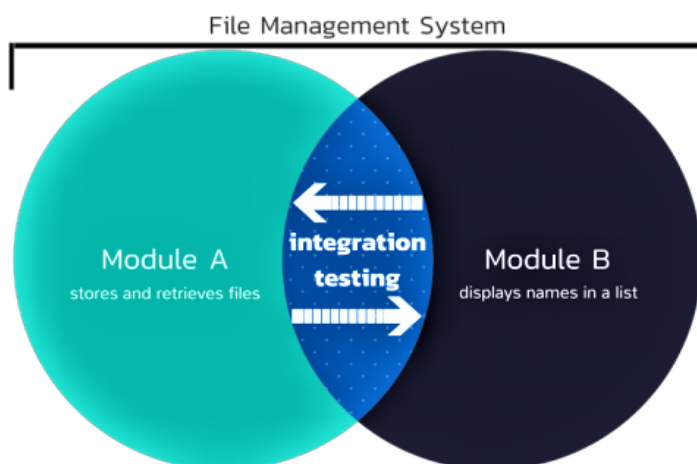 File Management System
integration
testing
Module A
stores and retrieves files
Module B
displays names in a list